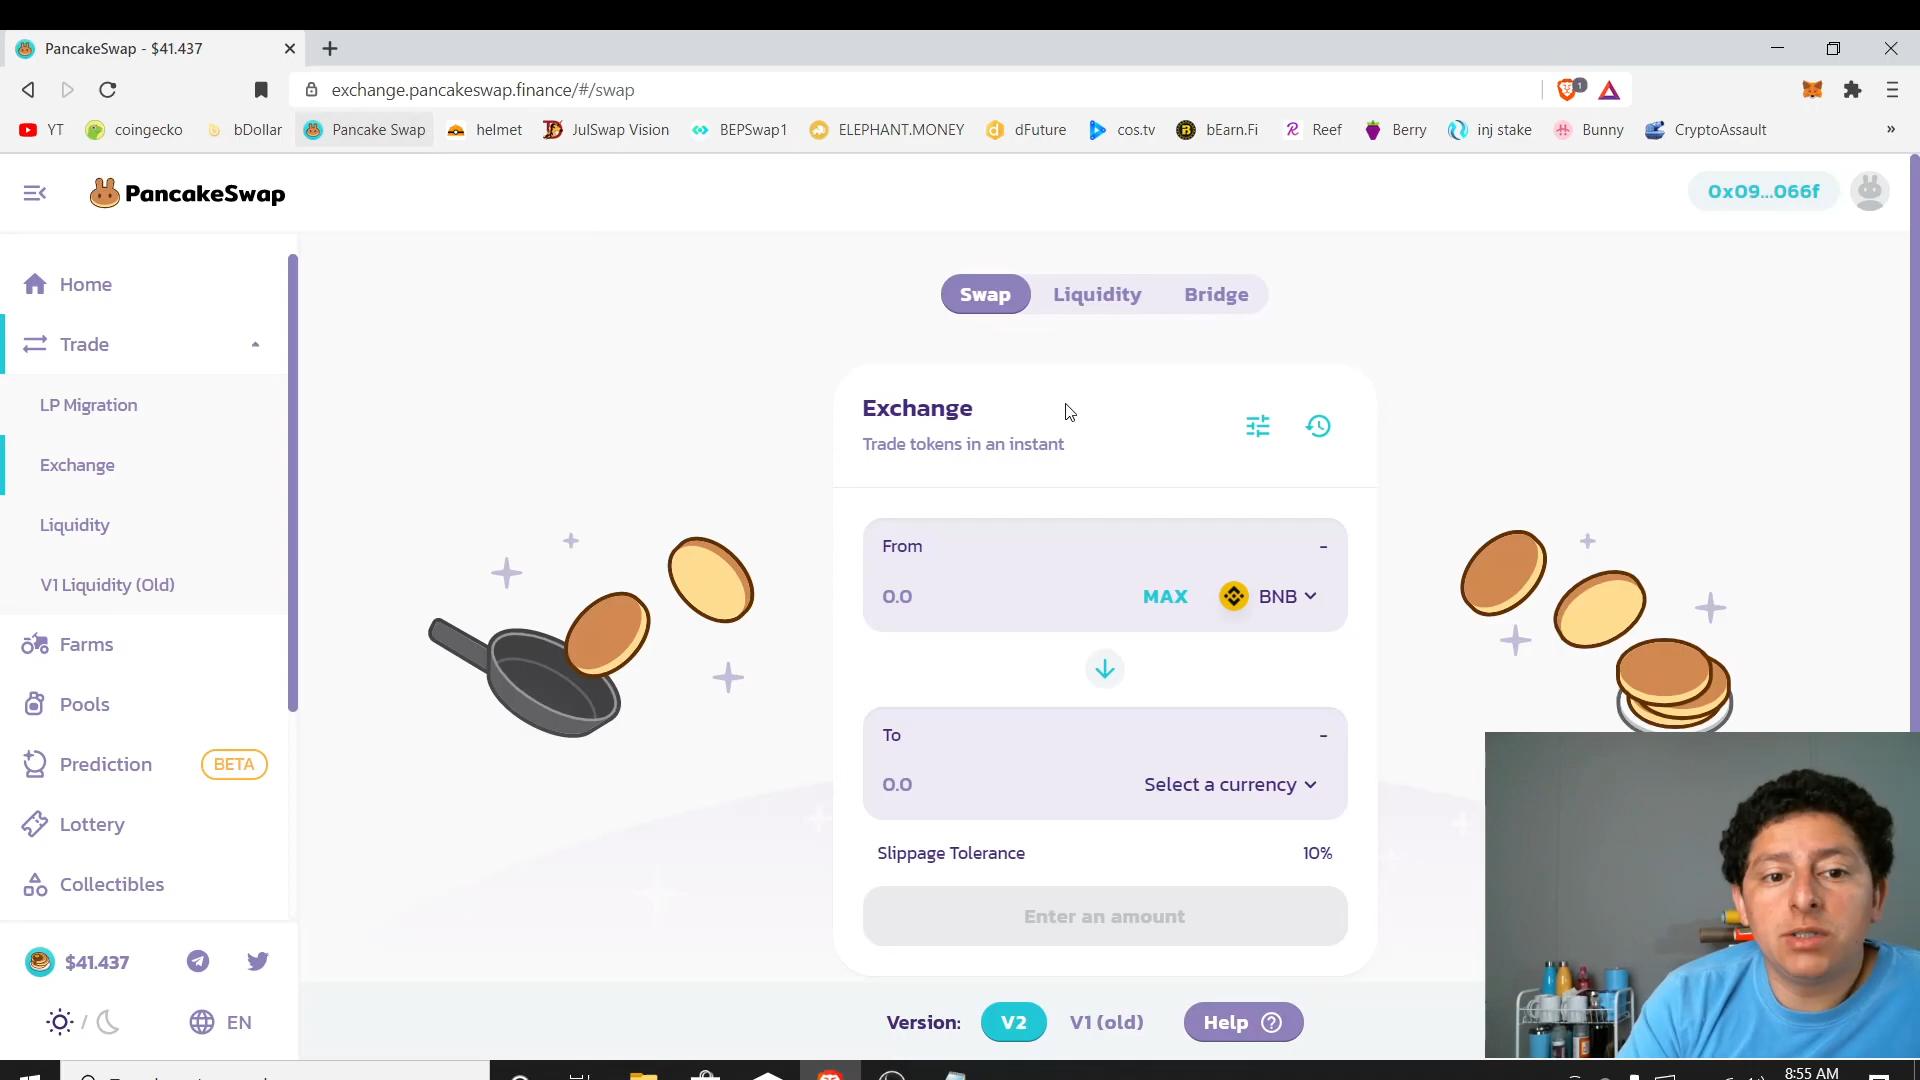 PancakeSwap - $41.437
exchange.pancakeswap.finance/#/swap
1
YT coingecko bDollar Pancake Swap helmet JulSwap Vision BEPSwap1 ELEPHANT.MONEY dFuture cos.tv bEarn.Fi Reef Berry inj stake Bunny CryptoAssault »
PancakeSwap
0x09...066f
Home
Trade
LP Migration
Exchange
Liquidity
V1 Liquidity (Old)
Farms
Pools
Prediction BETA
Lottery
Collectibles
$41.437
/ EN
Swap Liquidity Bridge
Exchange
Trade tokens in an instant
From -
0.0 MAX BNB
To -
0.0 Select a currency
Slippage Tolerance 10%
Enter an amount
Version: V2 V1 (old) Help ?
8:55 AM